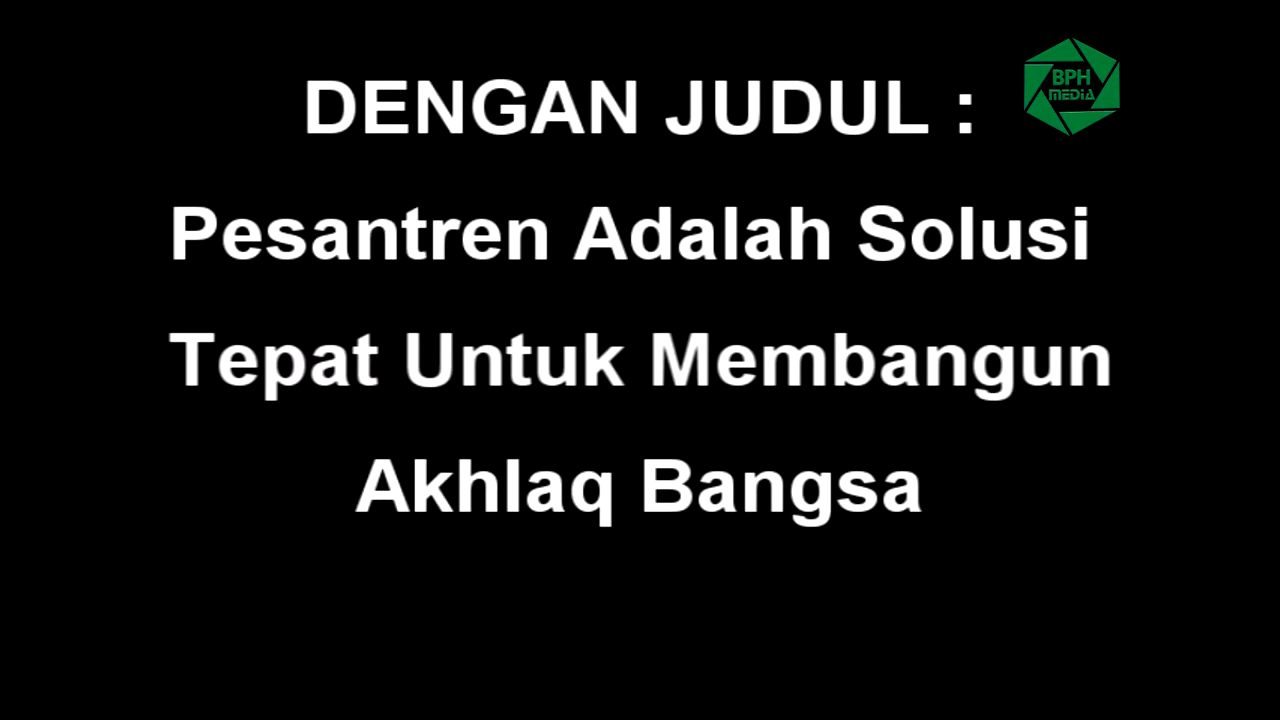 DENGAN JUDUL :
BPH
MEDIA
Pesantren Adalah Solusi
Tepat Untuk Membangun
Akhlaq Bangsa